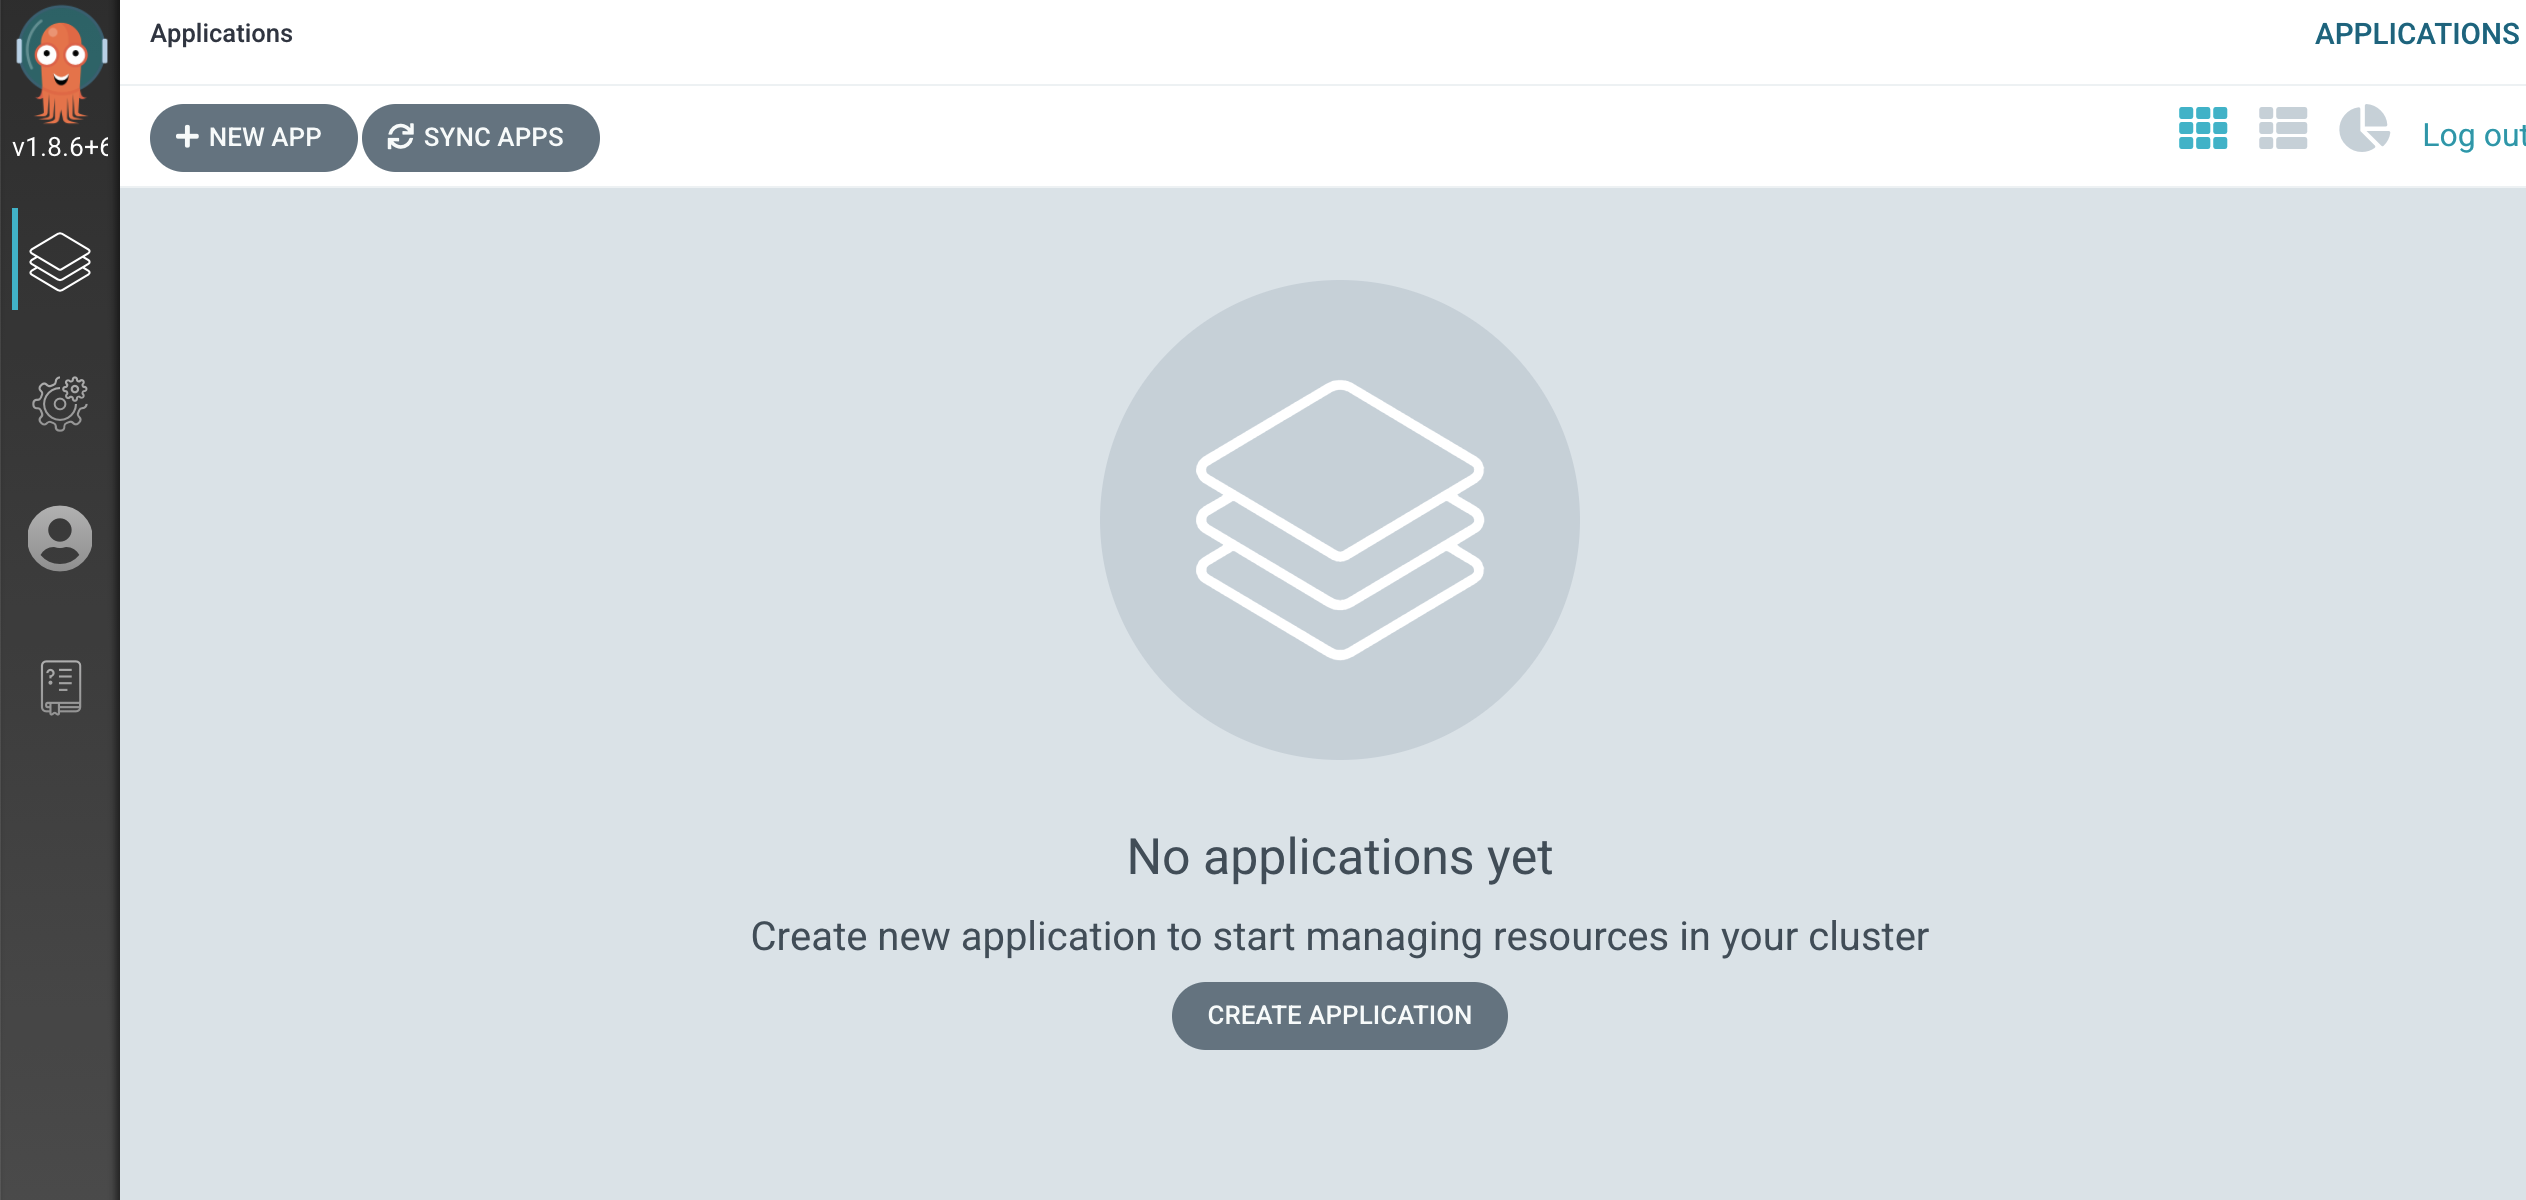 Applications
APPLICATIONS
v1.8.6+6
NEW APP
SYNC APPS
Log out
No applications yet
Create new application to start managing resources in your cluster
CREATE APPLICATION